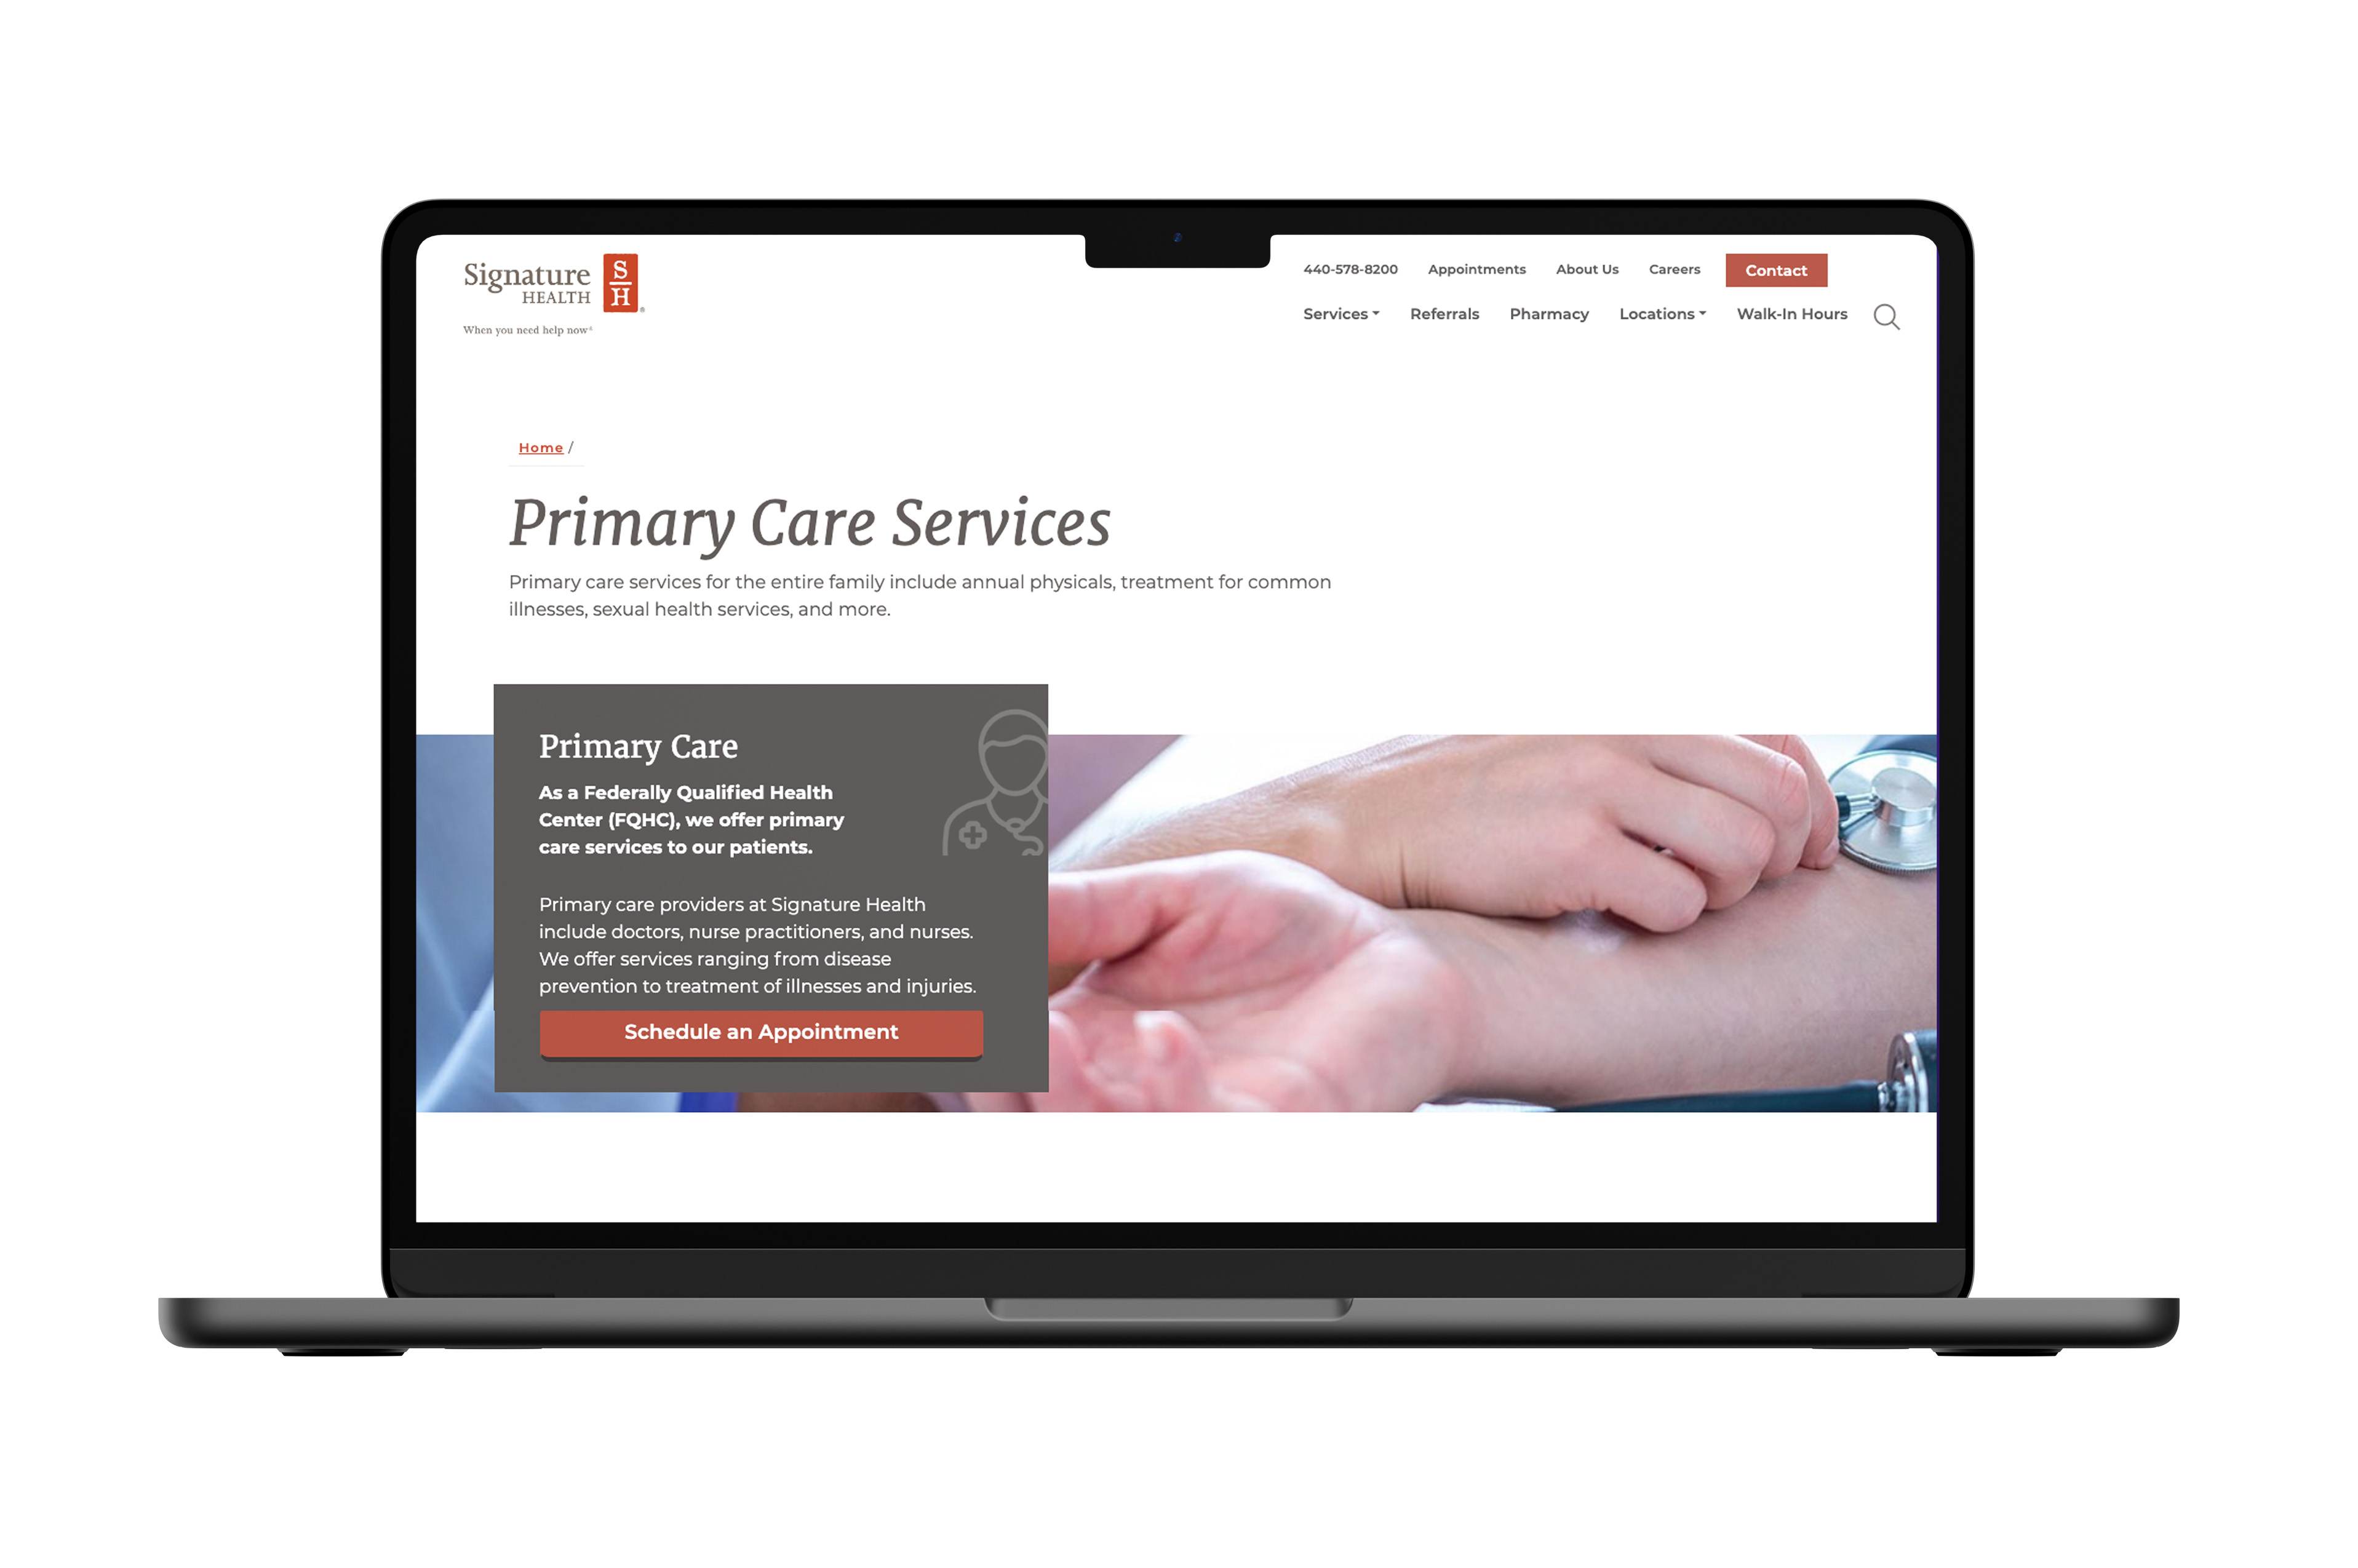 Signature
HEALTH
S
H
®
When you need help now
440-578-8200 Appointments About Us Careers Contact
Services Referrals Pharmacy Locations Walk-In Hours
Home /
Primary Care Services
Primary care services for the entire family include annual physicals, treatment for common
illnesses, sexual health services, and more.
Primary Care
As a Federally Qualified Health
Center (FQHC), we offer primary
care services to our patients.
Primary care providers at Signature Health
include doctors, nurse practitioners, and nurses.
We offer services ranging from disease
prevention to treatment of illnesses and injuries.
Schedule an Appointment